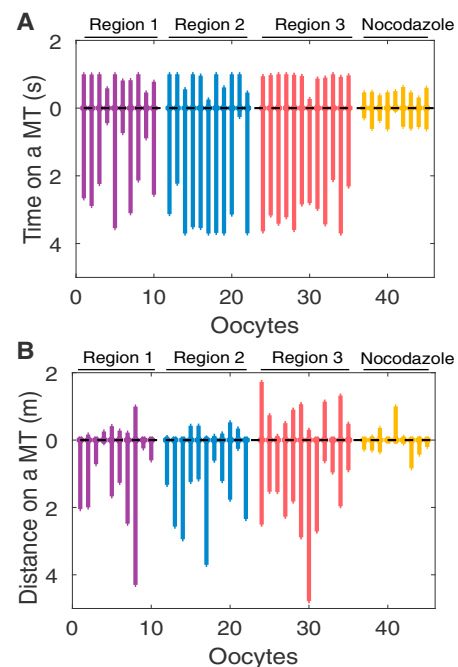 A
Region 1 Region 2 Region 3 Nocodazole
Time on a MT (s)
2
0
2
4
0 10 20 30 40
Oocytes
B
Region 1 Region 2 Region 3 Nocodazole
Distance on a MT (m)
2
0
2
4
0 10 20 30 40
Oocytes